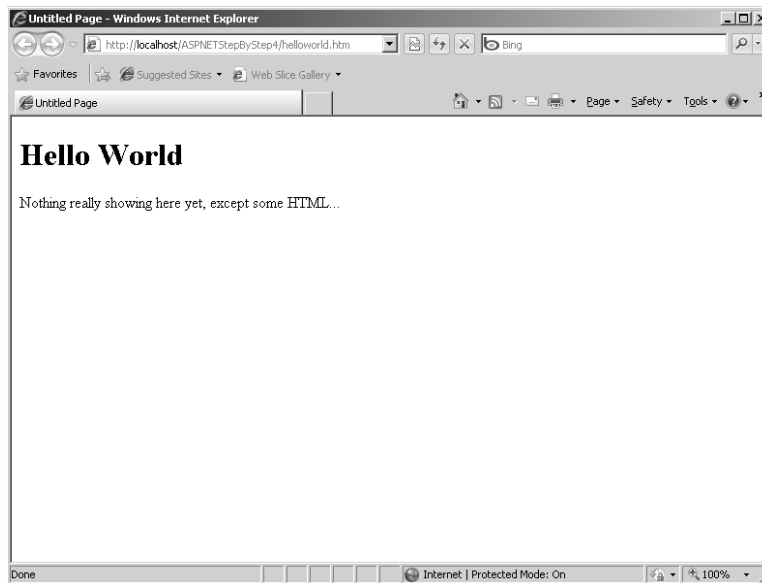 Untitled Page - Windows Internet Explorer
http://localhost/ASPNETStepByStep4/helloworld.htm
Bing
Favorites
Suggested Sites
Web Slice Gallery
Untitled Page
Page
Safety
Tools
Hello World
Nothing really showing here yet, except some HTML...
Done
Internet | Protected Mode: On
100%